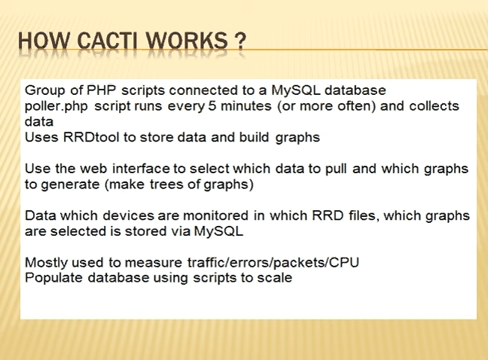 HOW CACTI WORKS ?
Group of PHP scripts connected to a MySQL database
poller.php script runs every 5 minutes (or more often) and collects
data
Uses RRDtool to store data and build graphs
Use the web interface to select which data to pull and which graphs
to generate (make trees of graphs)
Data which devices are monitored in which RRD files, which graphs
are selected is stored via MySQL
Mostly used to measure traffic/errors/packets/CPU
Populate database using scripts to scale